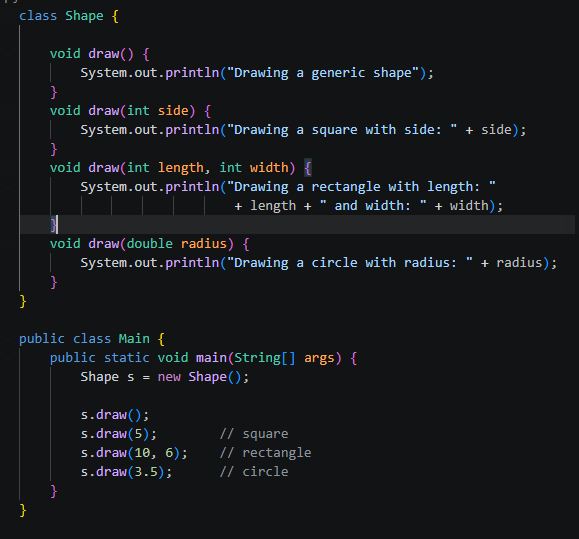 class Shape {
void draw() {
System.out.println("Drawing a generic shape");
}
void draw(int side) {
System.out.println("Drawing a square with side: " + side);
}
void draw(int length, int width) {
System.out.println("Drawing a rectangle with length: "
+ length + " and width: " + width);
}
void draw(double radius) {
System.out.println("Drawing a circle with radius: " + radius);
}
}
public class Main {
public static void main(String[] args) {
Shape s = new Shape();
s.draw();
s.draw(5);        // square
s.draw(10, 6);    // rectangle
s.draw(3.5);      // circle
}
}